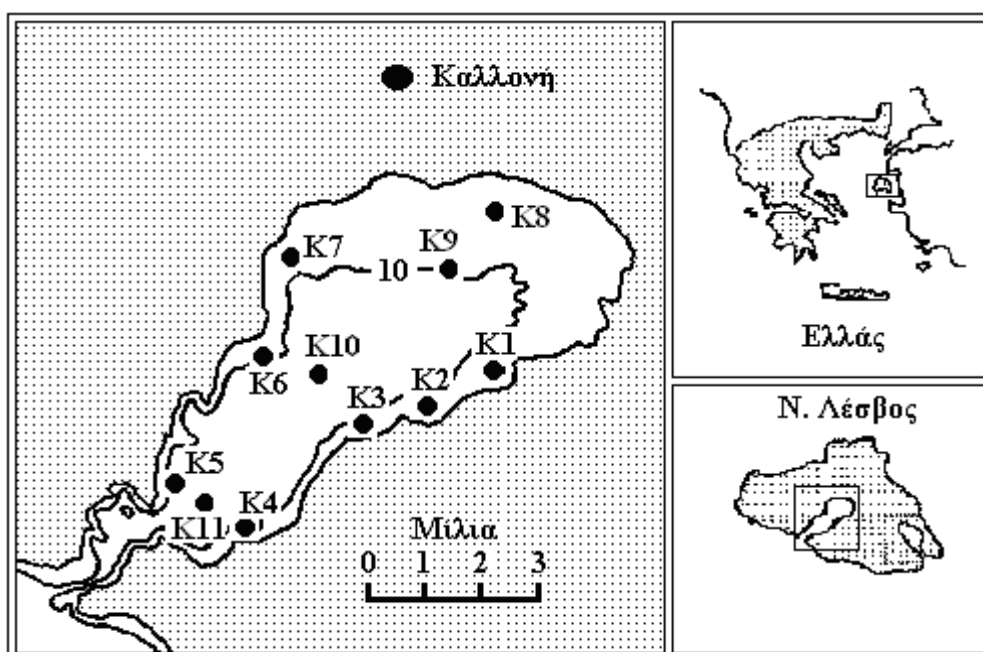 Καλλονή
K8
K7
K9
10
K10
K1
K6
K2
K3
K5
K4
K11
Μίλια
0 1 2 3
Ελλάς
Ν. Λέσβος